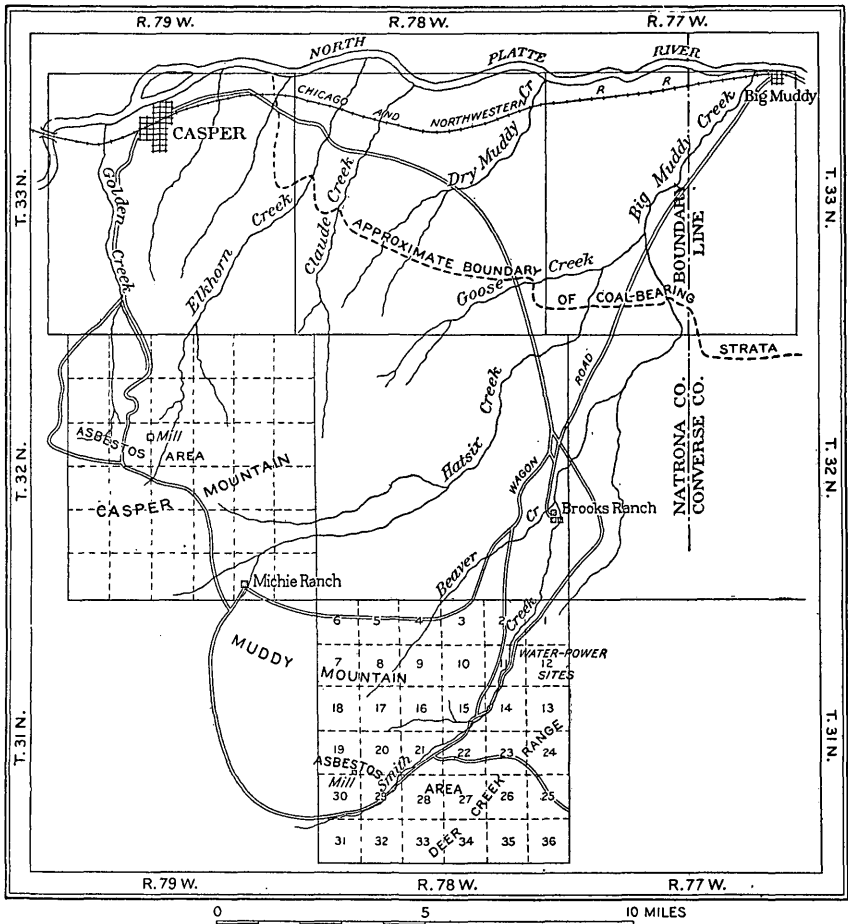 R. 79 W. R. 78 W. R. 77 W.
NORTH PLATTE RIVER
CHICAGO AND NORTHWESTERN R R
Big Muddy
CASPER
Golden Creek
Elkhorn Creek
Claude Creek
Dry Muddy Cr
Big Muddy Creek
T. 33 N.
T. 33 N.
BOUNDARY LINE
APPROXIMATE BOUNDARY OF COAL-BEARING STRATA
Goose Creek
Hatsix Creek
ROAD
WAGON
NATRONA CO.
CONVERSE CO.
ASBESTOS AREA
Mill
CASPER MOUNTAIN
T. 32 N.
T. 32 N.
Brooks Ranch
Beaver Cr
Michie Ranch
6 5 4 3 2 1
Creek
MUDDY MOUNTAIN
7 8 9 10 11 12
WATER-POWER SITES
18 17 16 15 14 13
T. 31 N.
T. 31 N.
19 20 21 22 23 24
ASBESTOS AREA
Mill
Smith
30 29 28 27 26 25
DEER CREEK RANGE
31 32 33 34 35 36
R. 79 W. R. 78 W. R. 77 W.
0 5 10 MILES